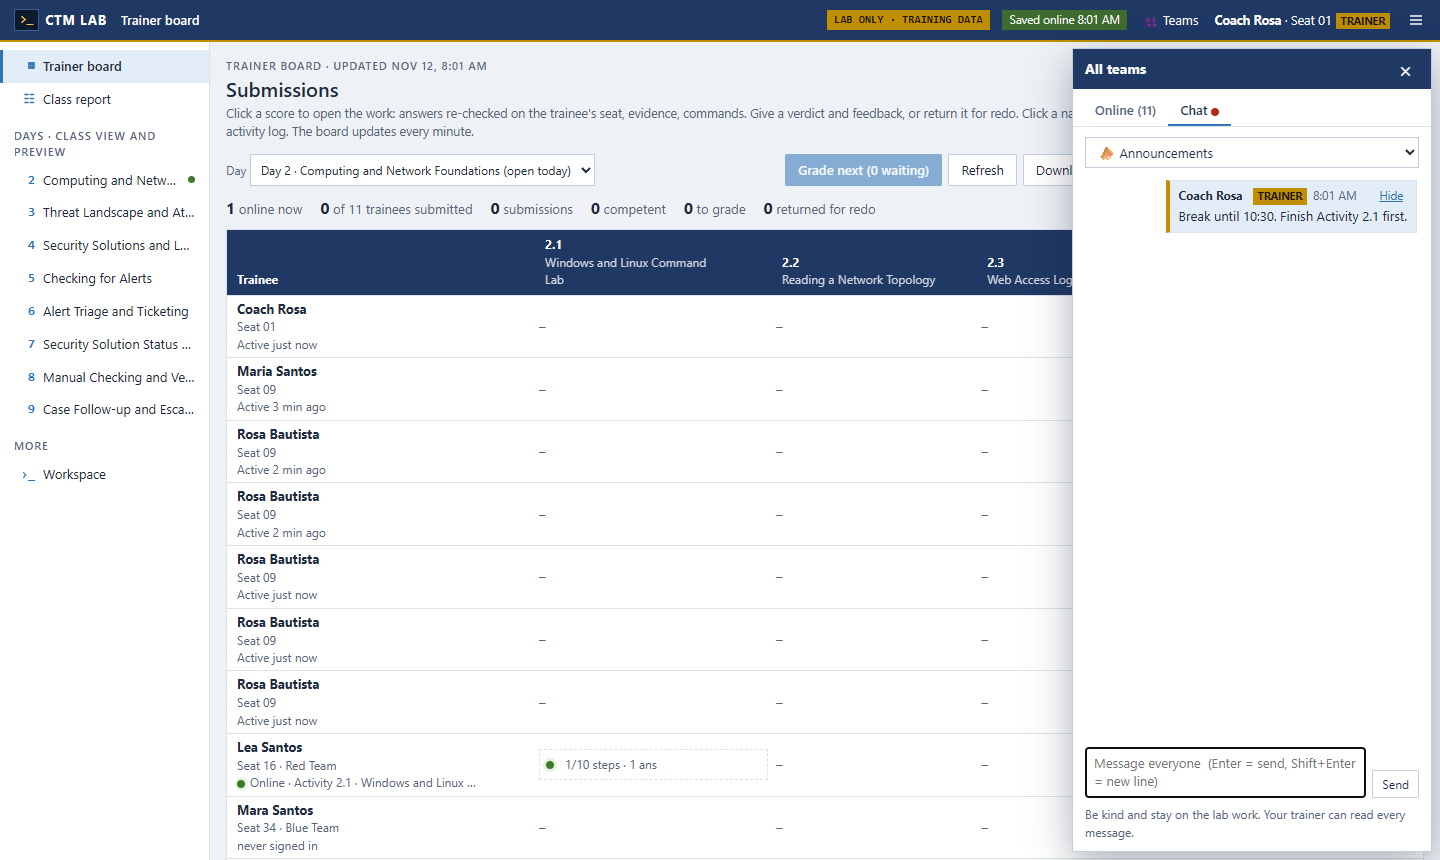 CTM LAB
Trainer board
LAB ONLY · TRAINING DATA
Saved online 8:01 AM
Teams
Coach Rosa · Seat 01 TRAINER
Trainer board
Class report
DAYS · CLASS VIEW AND PREVIEW
2 Computing and Netw...
3 Threat Landscape and At...
4 Security Solutions and L...
5 Checking for Alerts
6 Alert Triage and Ticketing
7 Security Solution Status ...
8 Manual Checking and Ve...
9 Case Follow-up and Esca...
MORE
Workspace
TRAINER BOARD · UPDATED NOV 12, 8:01 AM
Submissions
Click a score to open the work: answers re-checked on the trainee's seat, evidence, commands. Give a verdict and feedback, or return it for redo. Click a na
activity log. The board updates every minute.
Day
Day 2 · Computing and Network Foundations (open today)
Grade next (0 waiting)
Refresh
Downl
1 online now
0 of 11 trainees submitted
0 submissions
0 competent
0 to grade
0 returned for redo
Trainee
2.1
Windows and Linux Command
Lab
2.2
Reading a Network Topology
2.3
Web Access Log
Coach Rosa
Seat 01
Active just now
–
–
–
Maria Santos
Seat 09
Active 3 min ago
–
–
–
Rosa Bautista
Seat 09
Active 2 min ago
–
–
–
Rosa Bautista
Seat 09
Active 2 min ago
–
–
–
Rosa Bautista
Seat 09
Active just now
–
–
–
Rosa Bautista
Seat 09
Active just now
–
–
–
Rosa Bautista
Seat 09
Active just now
–
–
–
Lea Santos
Seat 16 · Red Team
Online · Activity 2.1 · Windows and Linux ...
1/10 steps · 1 ans
–
–
Mara Santos
Seat 34 · Blue Team
never signed in
–
–
–
All teams
Online (11)
Chat
Announcements
Coach Rosa TRAINER 8:01 AM Hide
Break until 10:30. Finish Activity 2.1 first.
Message everyone (Enter = send, Shift+Enter
= new line)
Send
Be kind and stay on the lab work. Your trainer can read every
message.